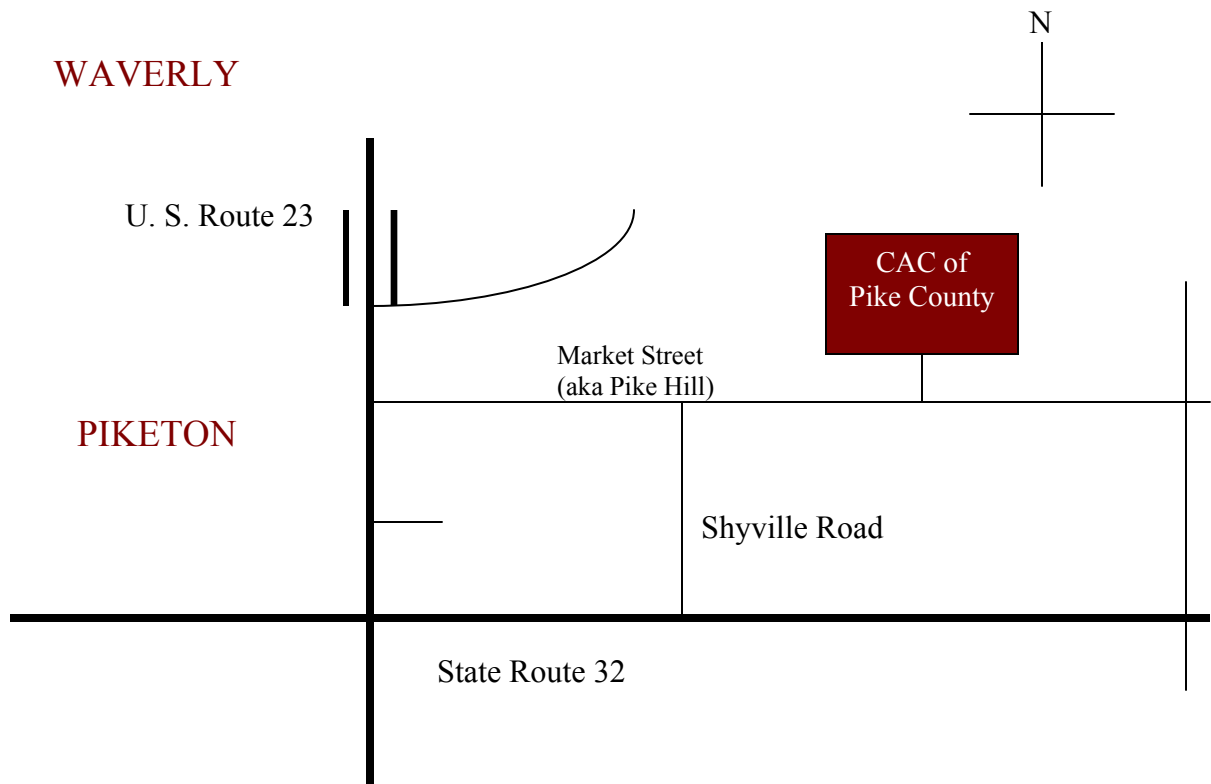 N
WAVERLY
U. S. Route 23
CAC of
Pike County
Market Street
(aka Pike Hill)
PIKETON
Shyville Road
State Route 32